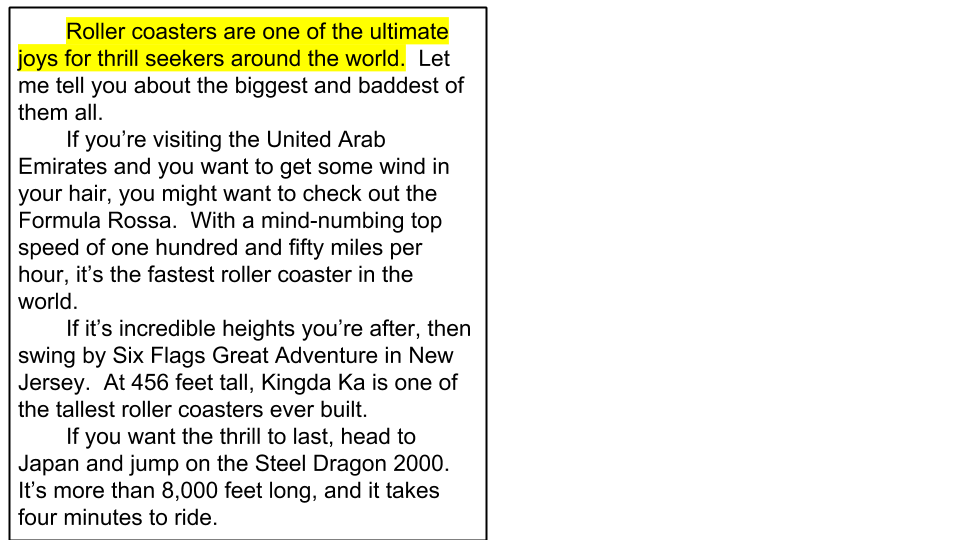 Roller coasters are one of the ultimate
joys for thrill seekers around the world.  Let
me tell you about the biggest and baddest of
them all.
If you’re visiting the United Arab
Emirates and you want to get some wind in
your hair, you might want to check out the
Formula Rossa.  With a mind-numbing top
speed of one hundred and fifty miles per
hour, it’s the fastest roller coaster in the
world.
If it’s incredible heights you’re after, then
swing by Six Flags Great Adventure in New
Jersey.  At 456 feet tall, Kingda Ka is one of
the tallest roller coasters ever built.
If you want the thrill to last, head to
Japan and jump on the Steel Dragon 2000.
It’s more than 8,000 feet long, and it takes
four minutes to ride.